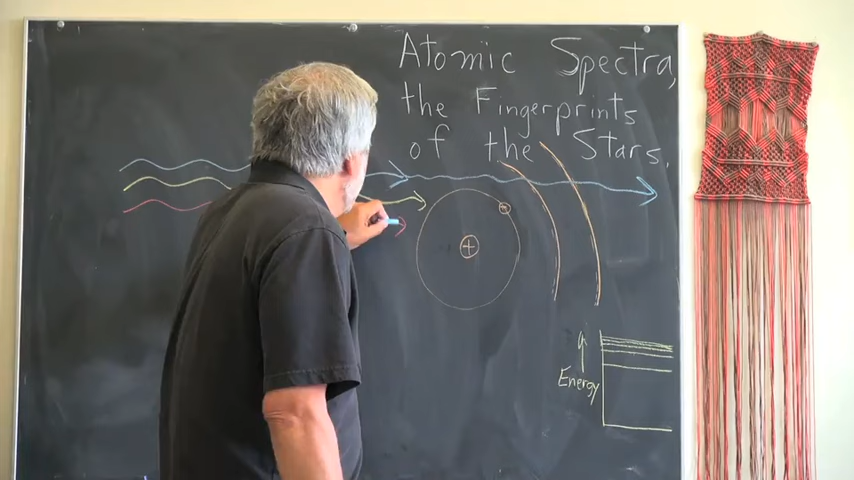 Atomic Spectra,
the Fingerprints
of the Stars.
+
Energy